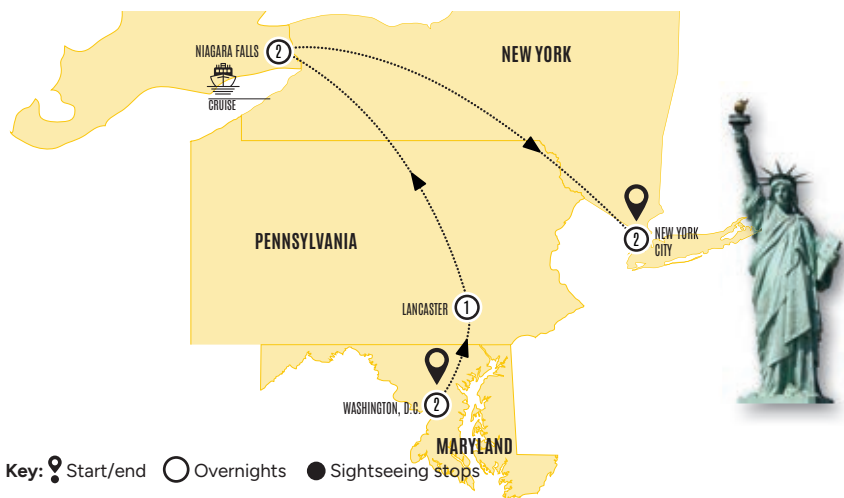 NIAGARA FALLS
2
NEW YORK
CRUISE
PENNSYLVANIA
2
NEW YORK
CITY
LANCASTER
1
WASHINGTON, D.C.
2
MARYLAND
Key: Start/end Overnights Sightseeing stops